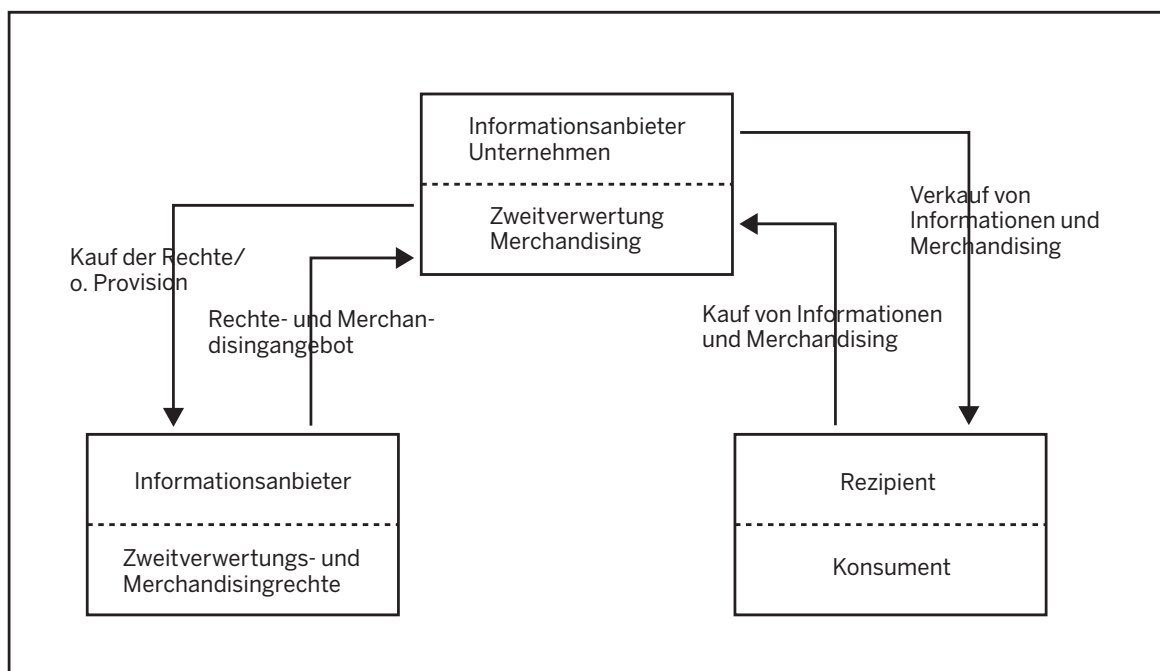 Informationsanbieter
Unternehmen
Zweitverwertung
Merchandising
Verkauf von
Informationen und
Merchandising
Kauf der Rechte/
o. Provision
Rechte- und Merchan-
disingangebot
Kauf von Informationen
und Merchandising
Informationsanbieter
Zweitverwertungs- und
Merchandisingrechte
Rezipient
Konsument